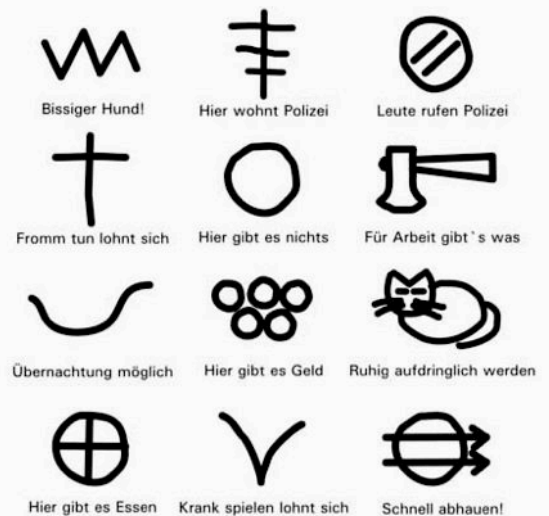 Bissiger Hund!
Hier wohnt Polizei
Leute rufen Polizei
Fromm tun lohnt sich
Hier gibt es nichts
Für Arbeit gibt`s was
Übernachtung möglich
Hier gibt es Geld
Ruhig aufdringlich werden
Hier gibt es Essen
Krank spielen lohnt sich
Schnell abhauen!